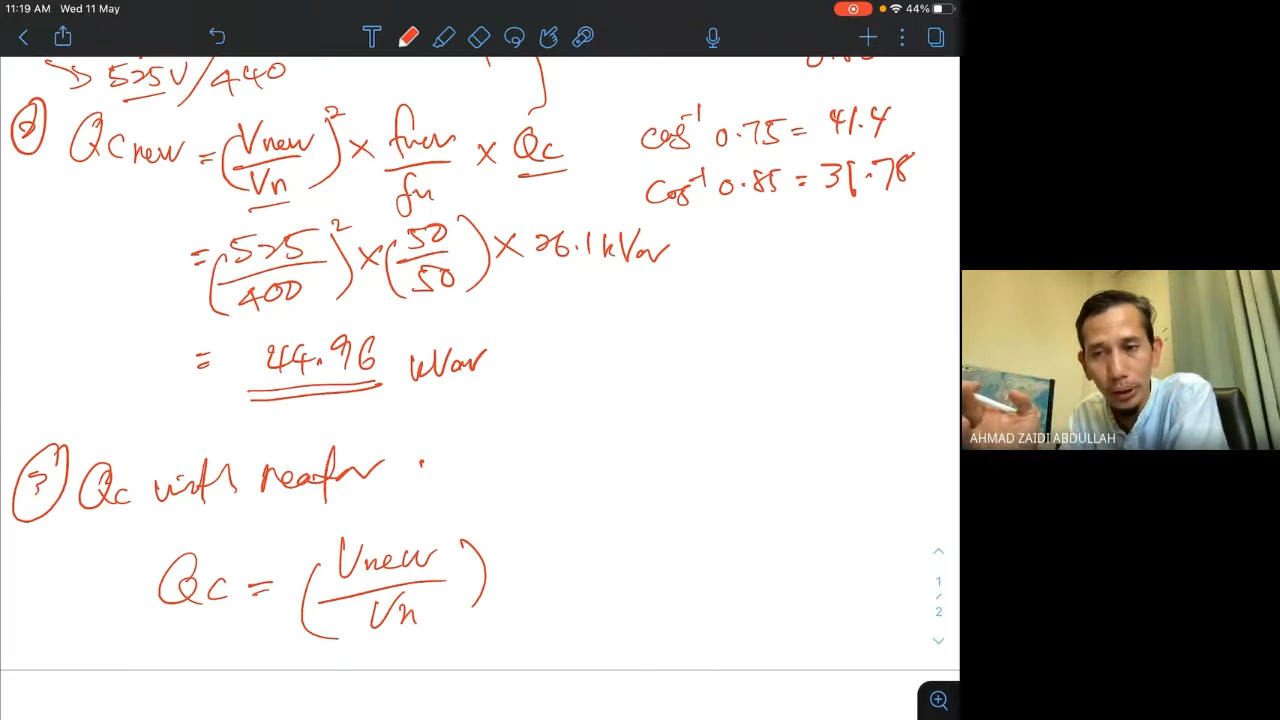 11:19 AM Wed 11 May
44%
525V/440
② Qcnew = (Vnew/Vn)² × fnew/fn × Qc
cos⁻¹ 0.75 = 41.4
cos⁻¹ 0.85 = 31.78
= (525/400)² × (50/50) × 26.1 kVar
= 44.96 kVar
③ Qc with reactor
Qc = (Vnew/Vn)
AHMAD ZAIDI ABDULLAH
1
/
2